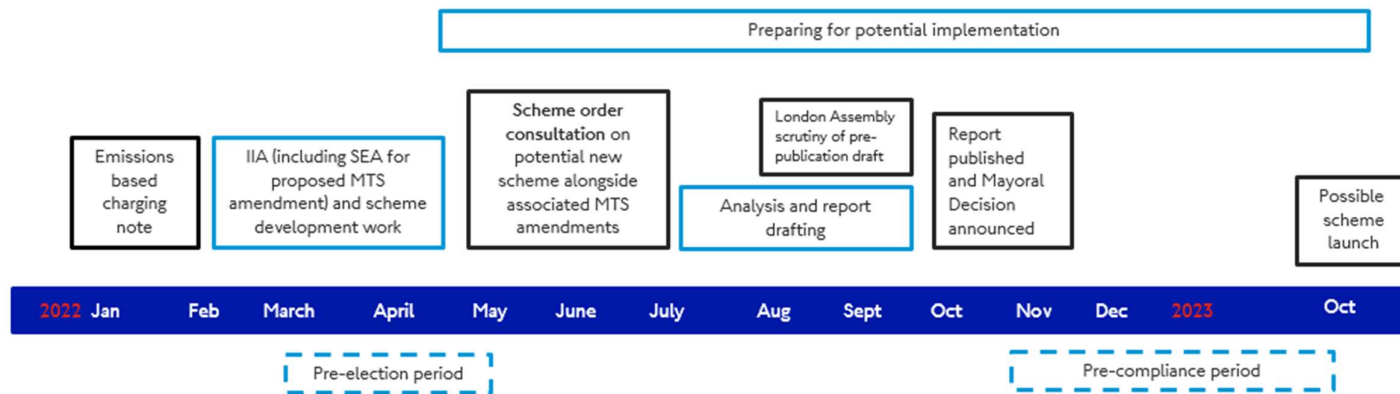 Preparing for potential implementation
Emissions
based
charging
note
IIA (including SEA for
proposed MTS
amendment) and scheme
development work
Scheme order
consultation on
potential new
scheme alongside
associated MTS
amendments
London Assembly
scrutiny of pre-
publication draft
Analysis and report
drafting
Report
published
and Mayoral
Decision
announced
Possible
scheme
launch
2022 Jan Feb March April May June July Aug Sept Oct Nov Dec 2023 Oct
Pre-election period
Pre-compliance period